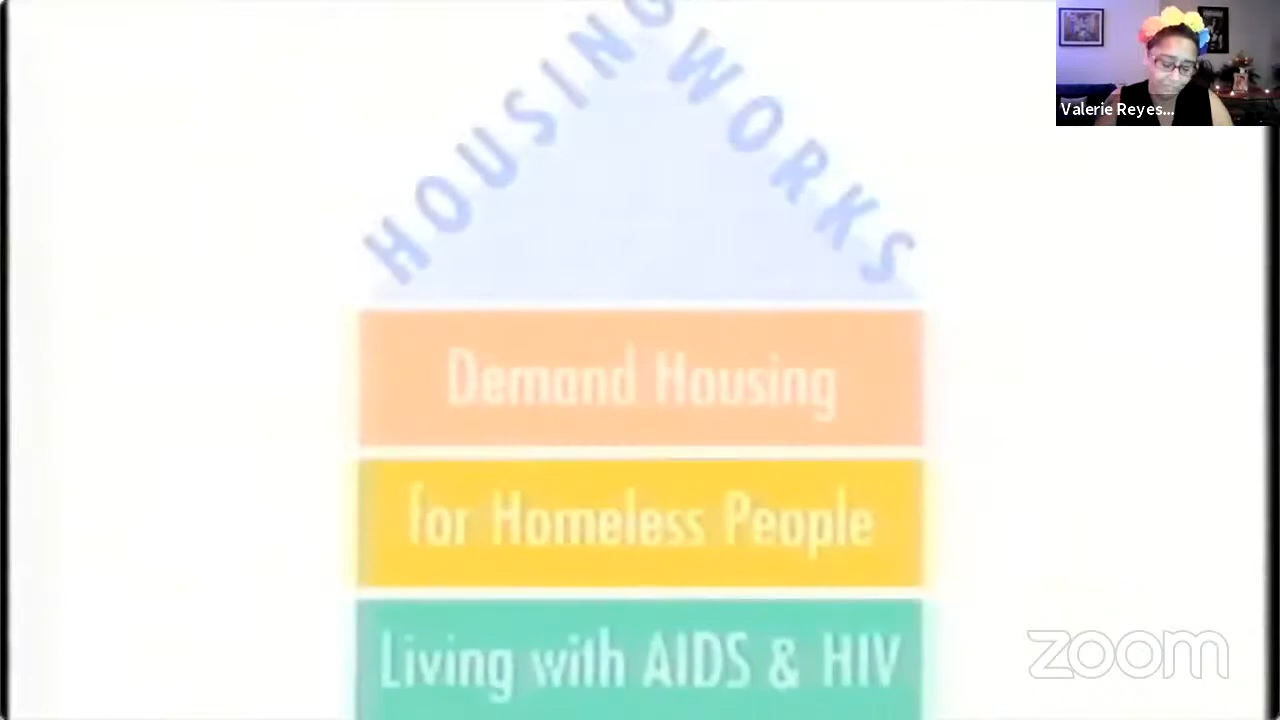 HOUSING WORKS
Valerie Reyes...
Demand Housing
for Homeless People
Living with AIDS & HIV
zoom